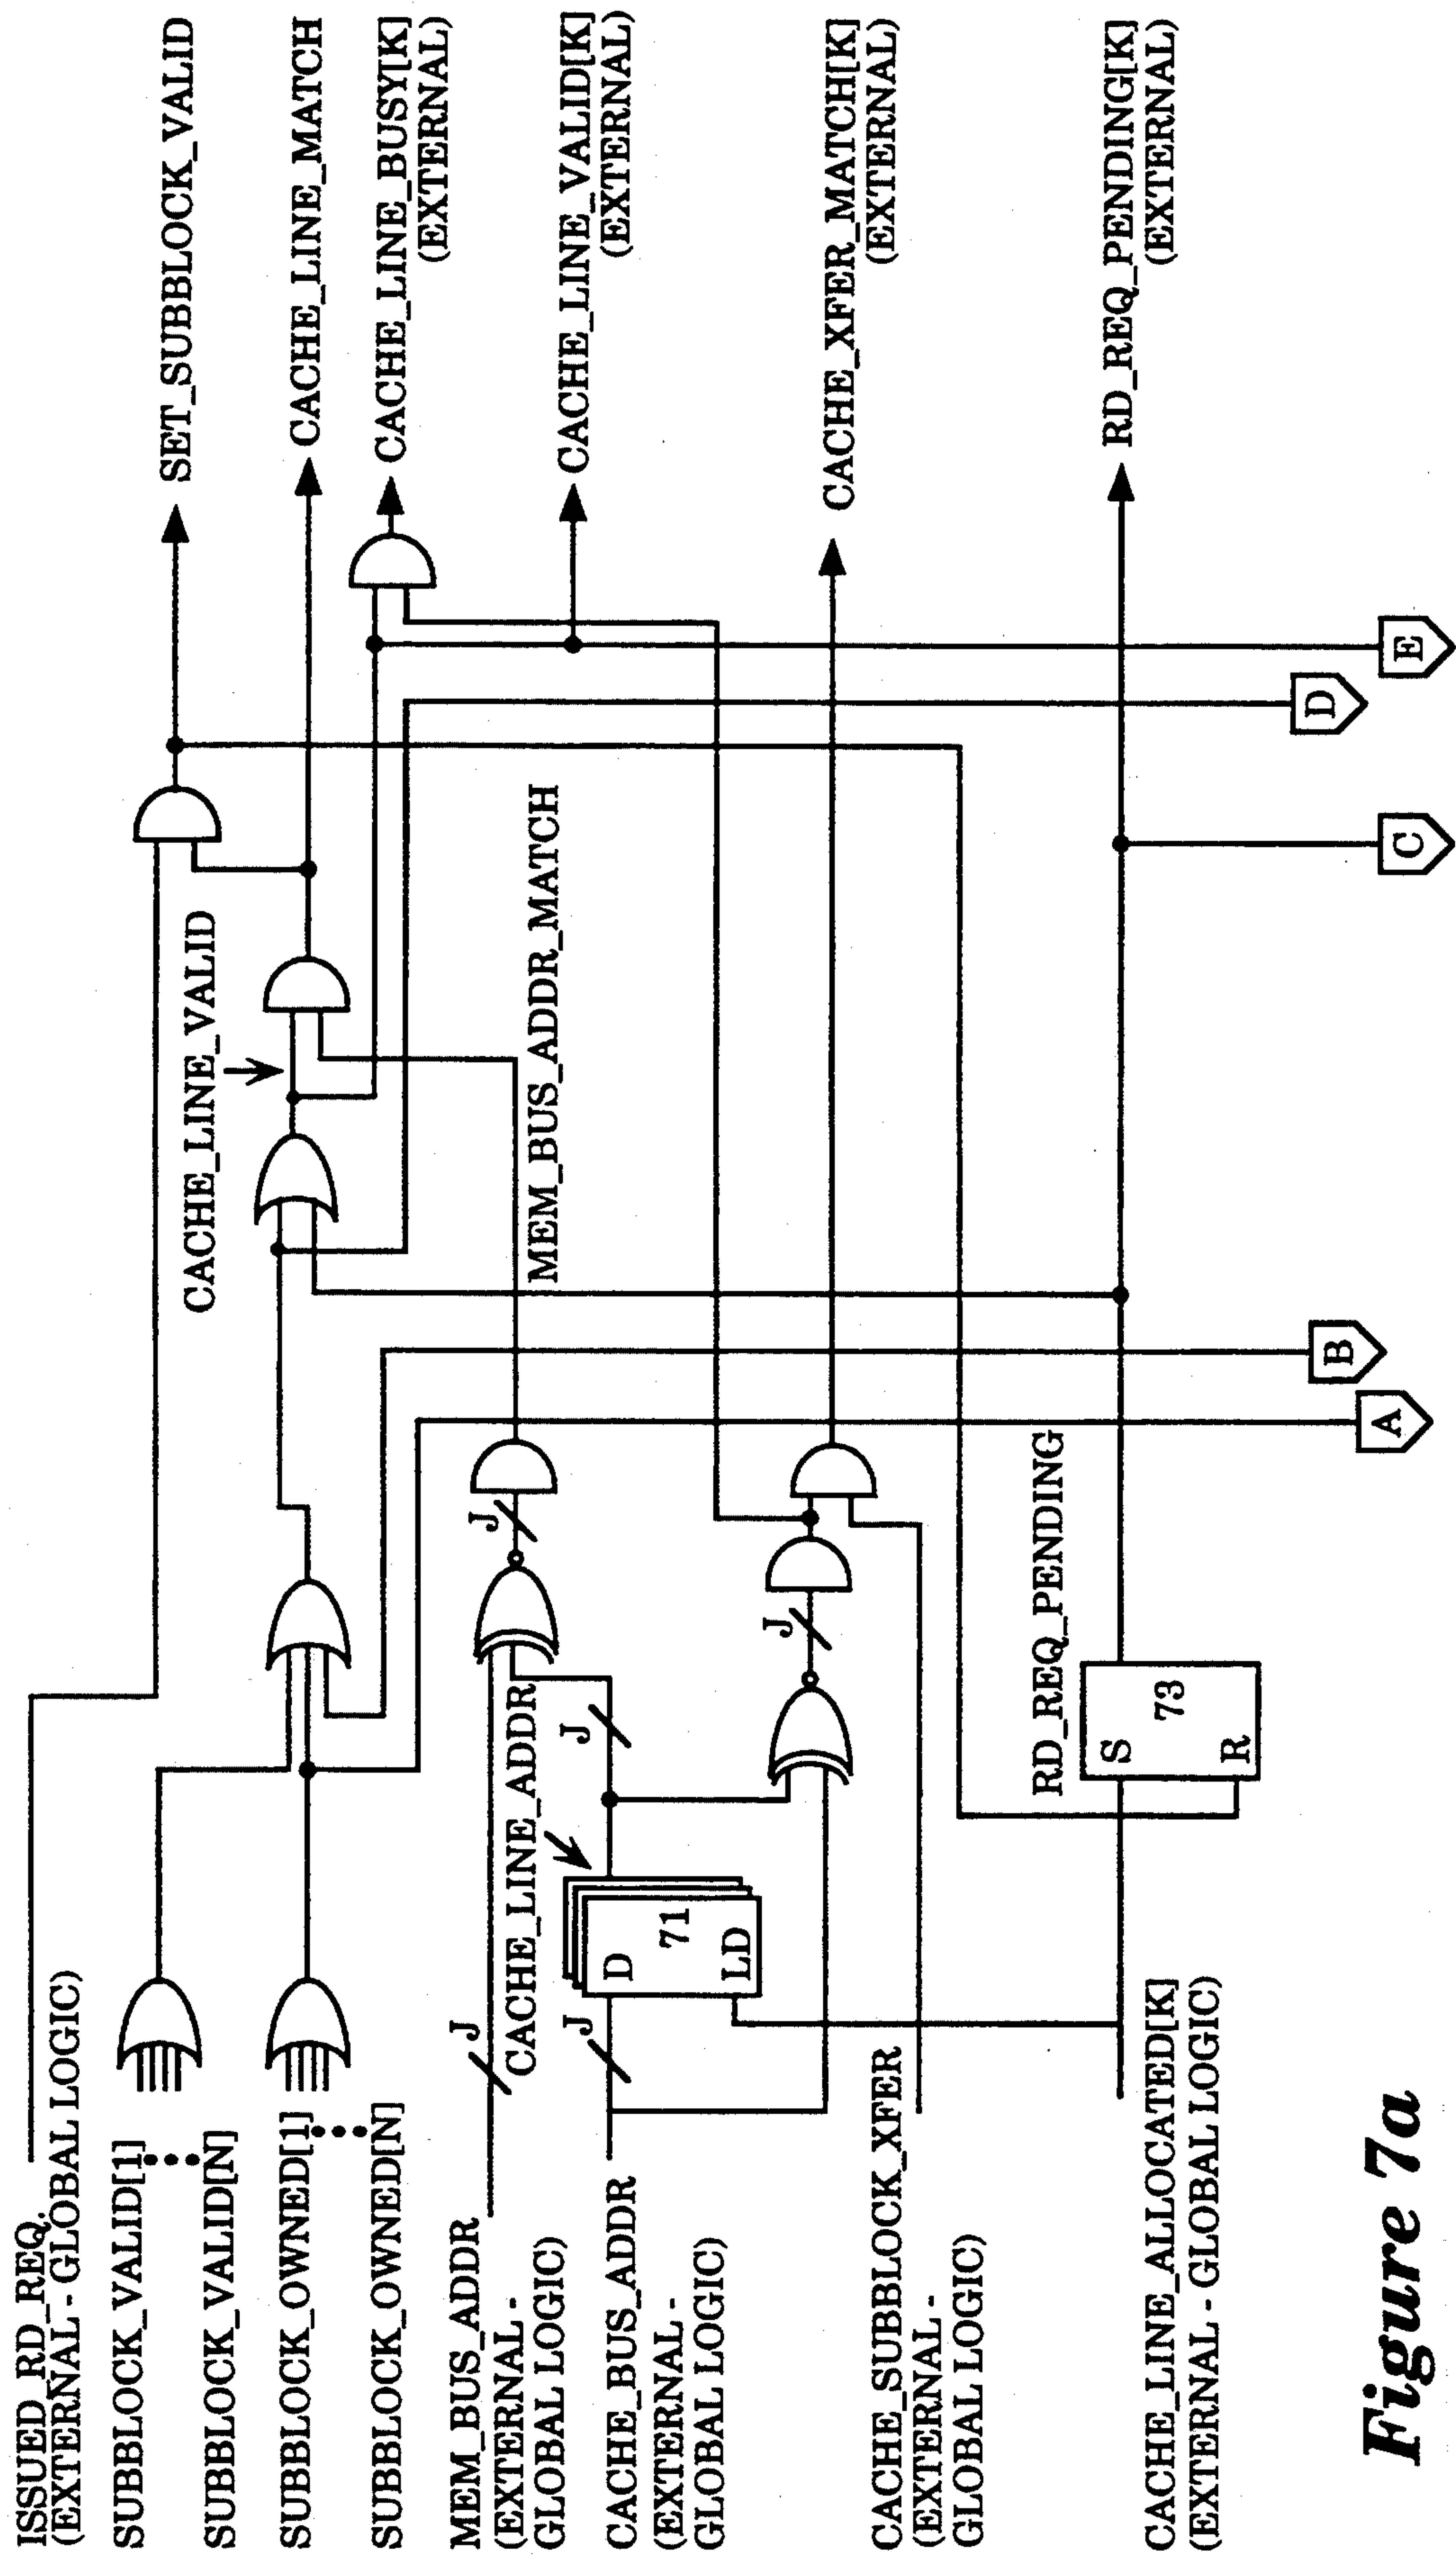 ISSUED_RD_REQ.
(EXTERNAL - GLOBAL LOGIC)
SUBBLOCK_VALID[1]
SUBBLOCK_VALID[N]
SUBBLOCK_OWNED[1]
SUBBLOCK_OWNED[N]
MEM_BUS_ADDR
(EXTERNAL -
GLOBAL LOGIC)
CACHE_BUS_ADDR
(EXTERNAL -
GLOBAL LOGIC)
CACHE_SUBBLOCK_XFER
(EXTERNAL -
GLOBAL LOGIC)
CACHE_LINE_ALLOCATED[K]
(EXTERNAL - GLOBAL LOGIC)
J
J
CACHE_LINE_ADDR
D
71
LD
J
J
J
S
73
R
RD_REQ_PENDING
CACHE_LINE_VALID
MEM_BUS_ADDR_MATCH
A
B
C
D
E
SET_SUBBLOCK_VALID
CACHE_LINE_MATCH
CACHE_LINE_BUSY[K]
(EXTERNAL)
CACHE_LINE_VALID[K]
(EXTERNAL)
CACHE_XFER_MATCH[K]
(EXTERNAL)
RD_REQ_PENDING[K]
(EXTERNAL)
Figure 7a